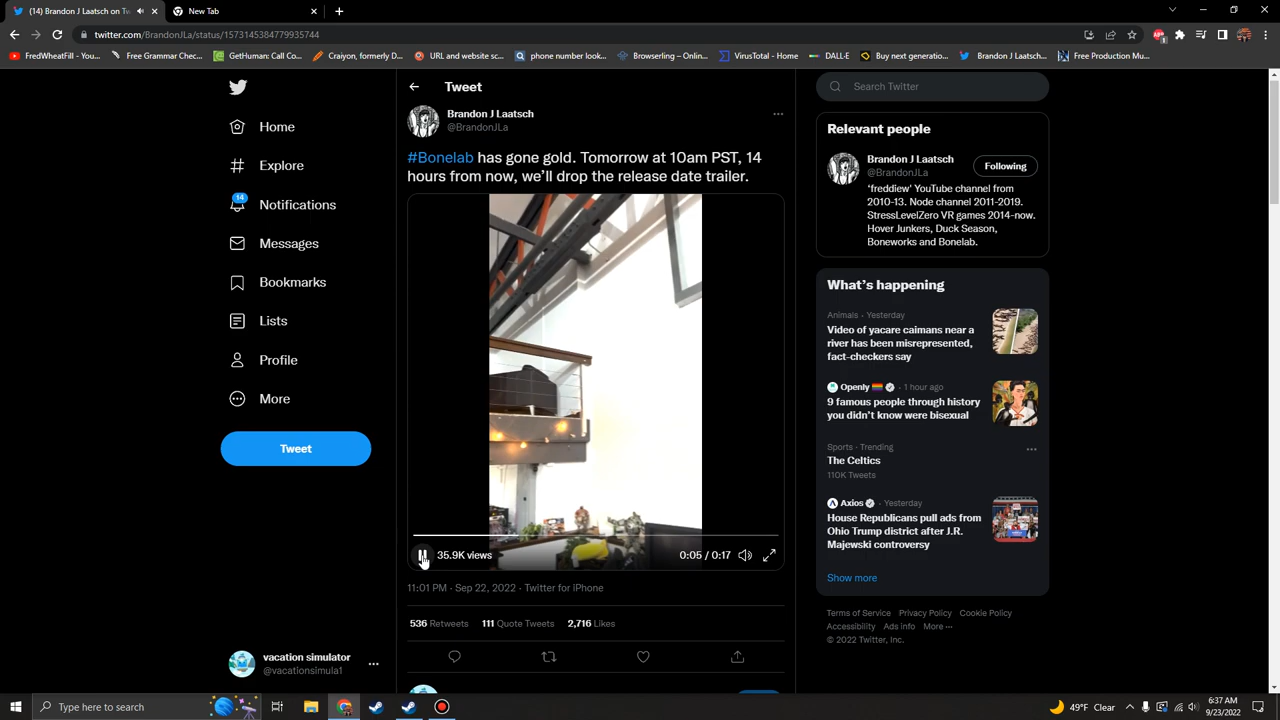 (14) Brandon J Laatsch on Tw
New Tab
twitter.com/BrandonJLa/status/1573145384779935744
FredWheatFill - You...
Free Grammar Chec...
GetHuman: Call Co...
Craiyon, formerly D...
URL and website sc...
phone number look...
Browserling – Onlin...
VirusTotal - Home
DALL·E
Buy next generatio...
Brandon J Laatsch...
Free Production Mu...
Tweet
Search Twitter
Home
Explore
14
Notifications
Messages
Bookmarks
Lists
Profile
More
Tweet
vacation simulator
@vacationsimula1
Brandon J Laatsch
@BrandonJLa
#Bonelab has gone gold. Tomorrow at 10am PST, 14
hours from now, we’ll drop the release date trailer.
35.9K views
0:05 / 0:17
11:01 PM · Sep 22, 2022 · Twitter for iPhone
536 Retweets 111 Quote Tweets 2,716 Likes
Relevant people
Brandon J Laatsch
@BrandonJLa
Following
‘freddiew’ YouTube channel from
2010-13. Node channel 2011-2019.
StressLevelZero VR games 2014-now.
Hover Junkers, Duck Season,
Boneworks and Bonelab.
What’s happening
Animals · Yesterday
Video of yacare caimans near a
river has been misrepresented,
fact-checkers say
Openly · 1 hour ago
9 famous people through history
you didn’t know were bisexual
Sports · Trending
The Celtics
110K Tweets
Axios · Yesterday
House Republicans pull ads from
Ohio Trump district after J.R.
Majewski controversy
Show more
Terms of Service Privacy Policy Cookie Policy
Accessibility Ads info More ···
© 2022 Twitter, Inc.
Type here to search
49°F Clear
6:37 AM
9/23/2022